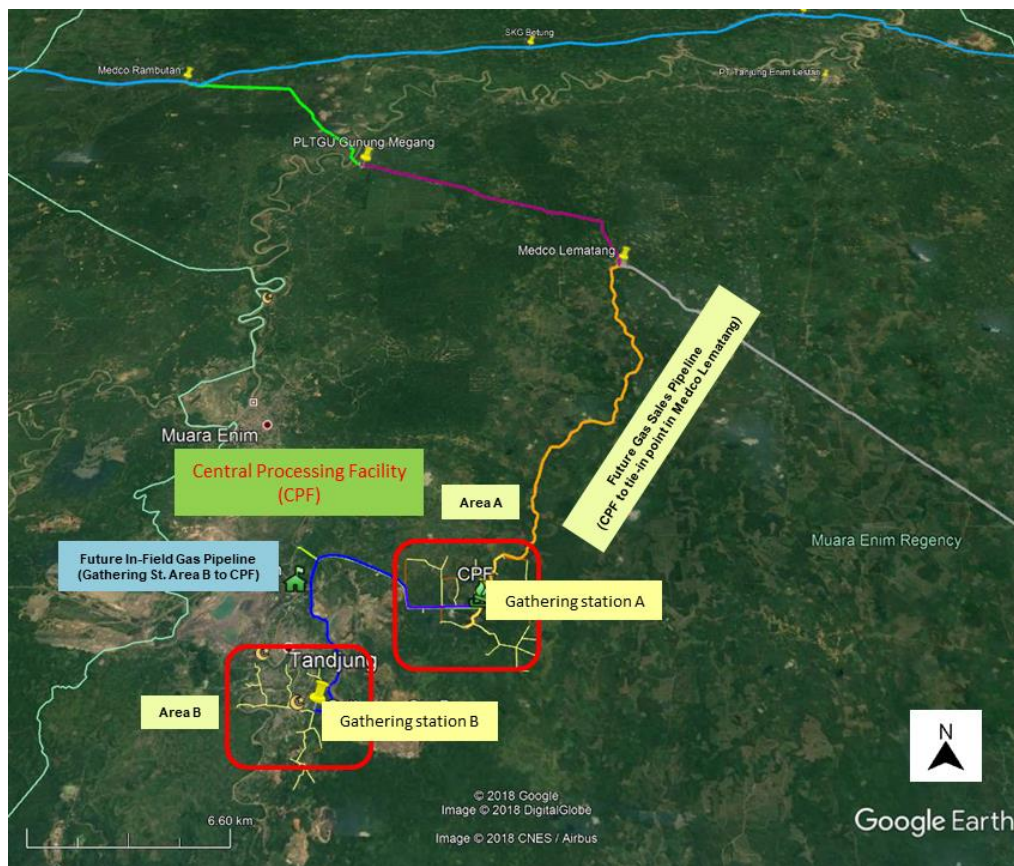 SKG Betung
Medco Rambutan
PT Tanjung Enim Lestari
PLTGU Gunung Megang
Medco Lematang
Future Gas Sales Pipeline
(CPF to tie-in point in Medco Lematang)
Muara Enim
Central Processing Facility
(CPF)
Area A
Muara Enim Regency
Future In-Field Gas Pipeline
(Gathering St. Area B to CPF)
CPF
Gathering station A
Tandjung
Area B
Gathering station B
N
© 2018 Google
Image © 2018 DigitalGlobe
Image © 2018 CNES / Airbus
6.60 km
Google Earth